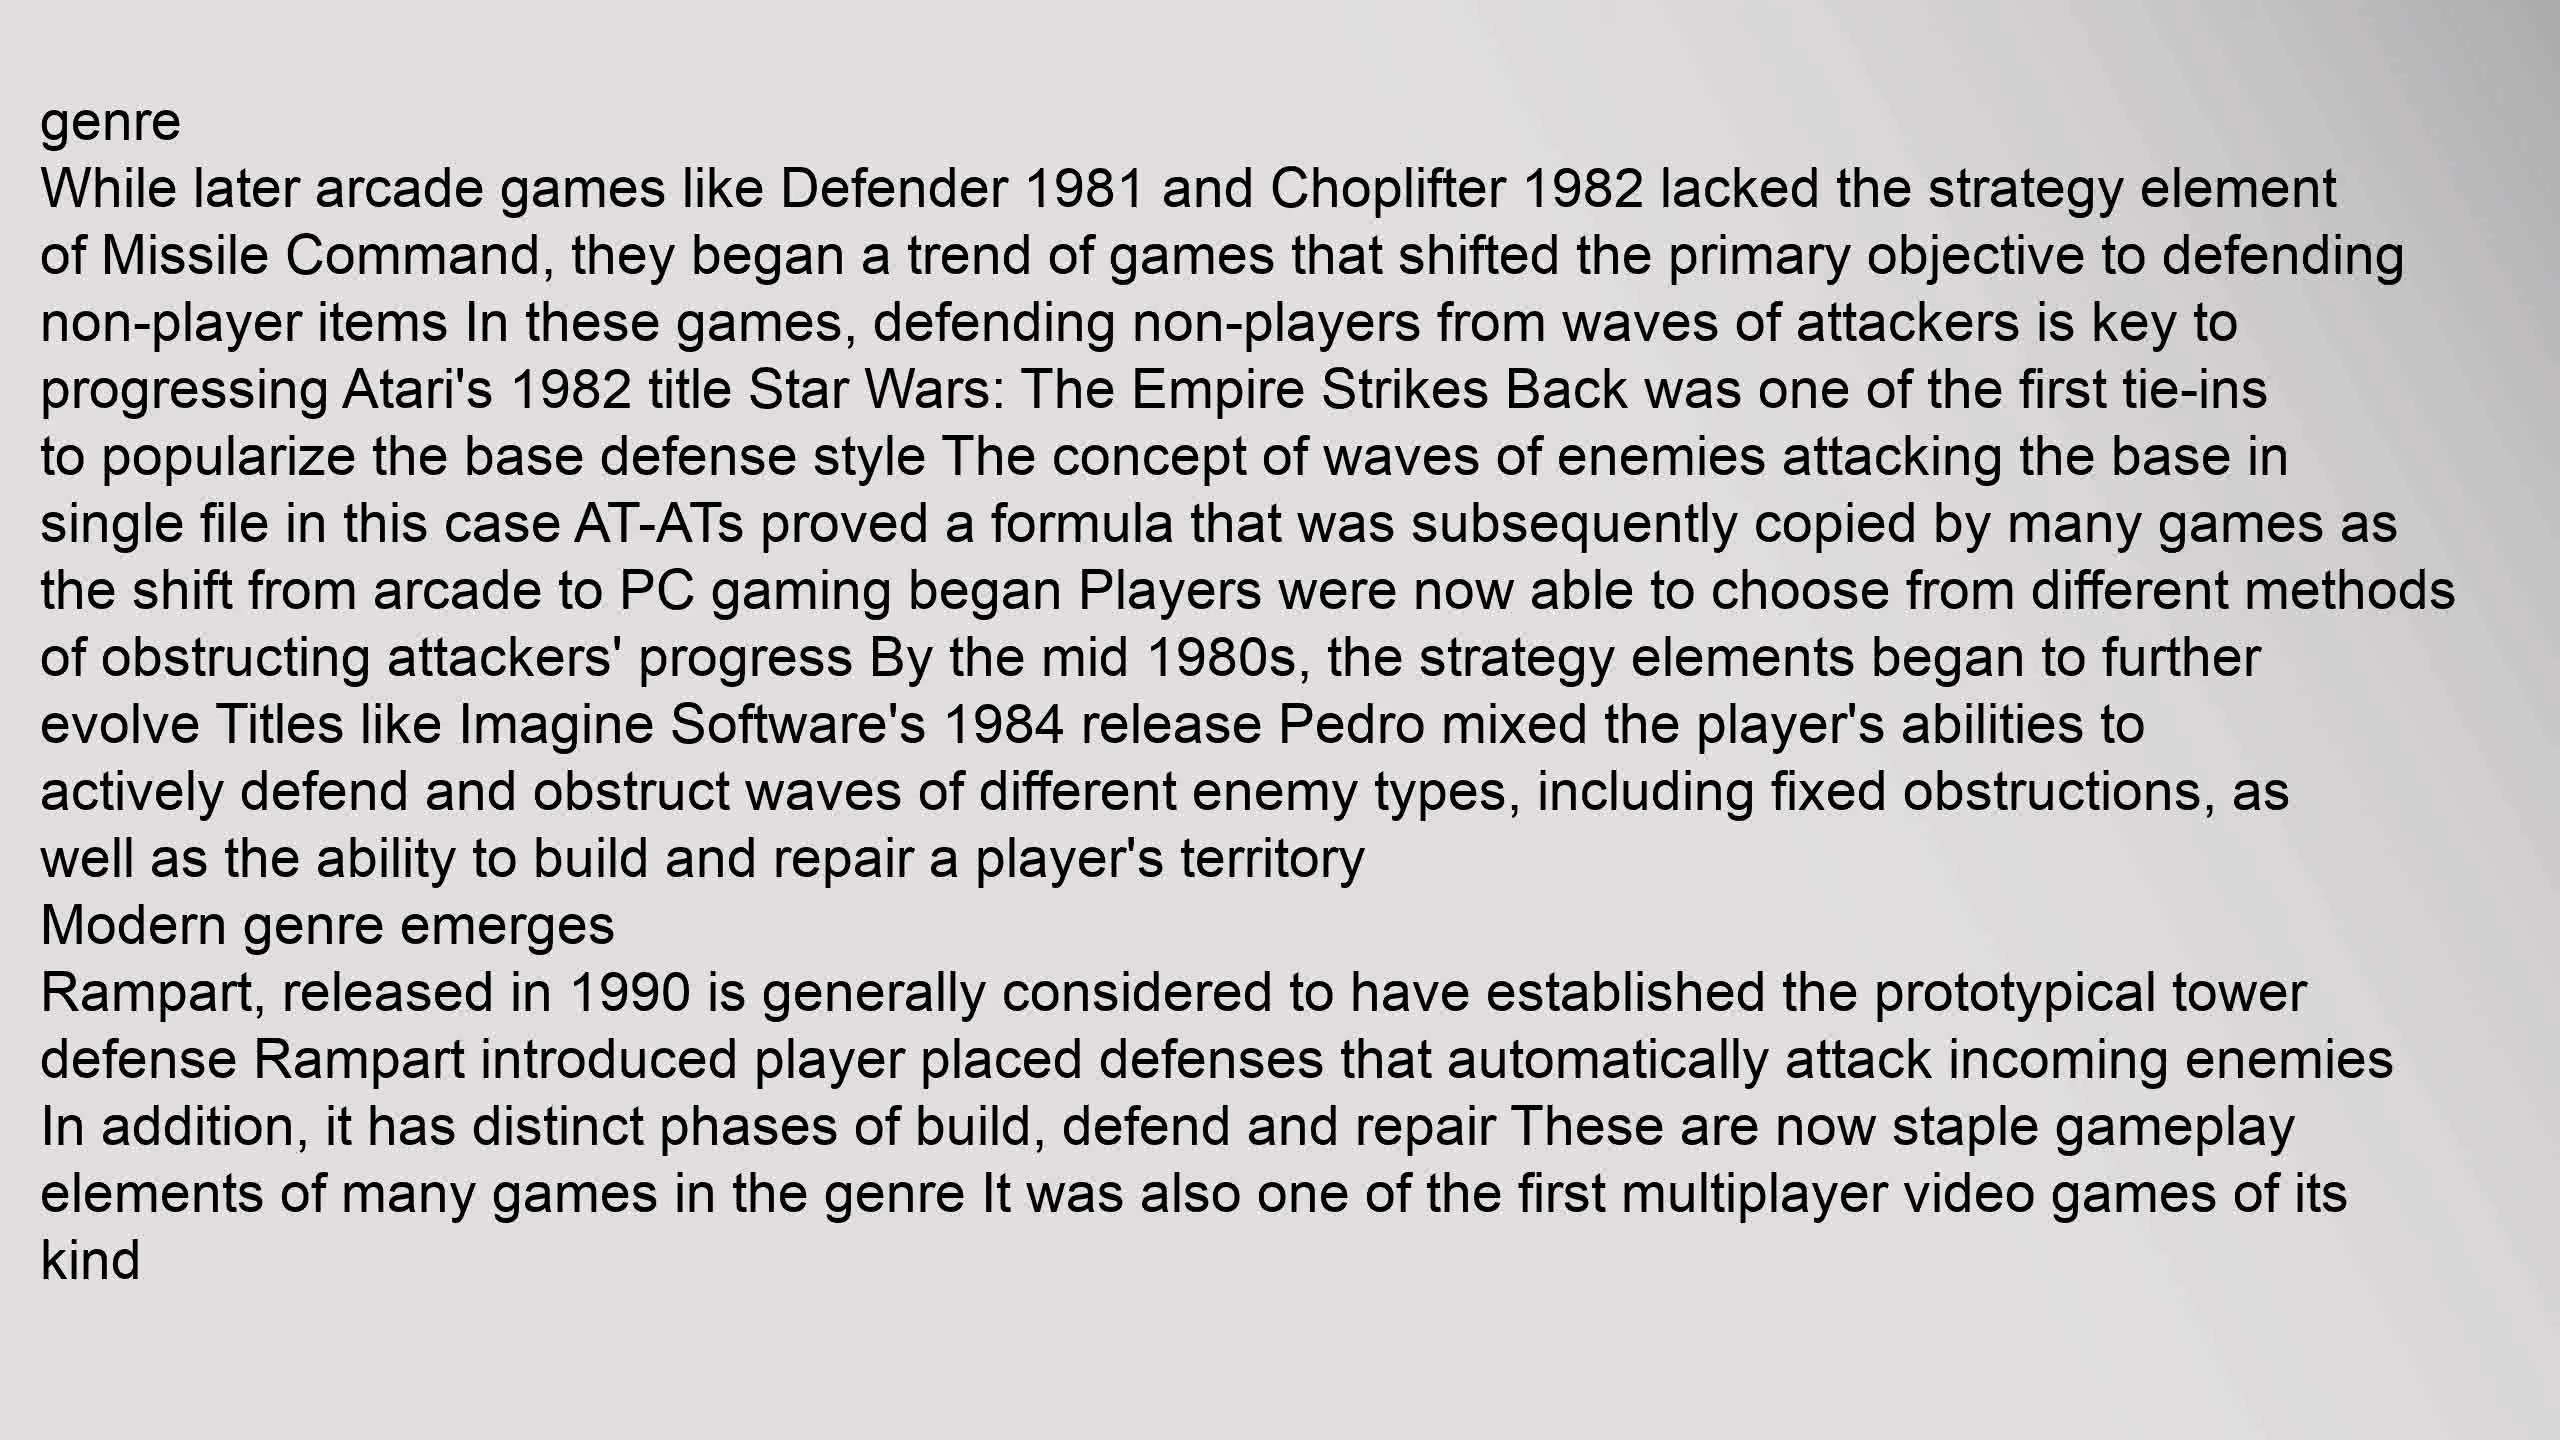 genre
While later arcade games like Defender 1981 and Choplifter 1982 lacked the strategy element
of Missile Command, they began a trend of games that shifted the primary objective to defending
non-player items In these games, defending non-players from waves of attackers is key to
progressing Atari's 1982 title Star Wars: The Empire Strikes Back was one of the first tie-ins
to popularize the base defense style The concept of waves of enemies attacking the base in
single file in this case AT-ATs proved a formula that was subsequently copied by many games as
the shift from arcade to PC gaming began Players were now able to choose from different methods
of obstructing attackers' progress By the mid 1980s, the strategy elements began to further
evolve Titles like Imagine Software's 1984 release Pedro mixed the player's abilities to
actively defend and obstruct waves of different enemy types, including fixed obstructions, as
well as the ability to build and repair a player's territory
Modern genre emerges
Rampart, released in 1990 is generally considered to have established the prototypical tower
defense Rampart introduced player placed defenses that automatically attack incoming enemies
In addition, it has distinct phases of build, defend and repair These are now staple gameplay
elements of many games in the genre It was also one of the first multiplayer video games of its
kind